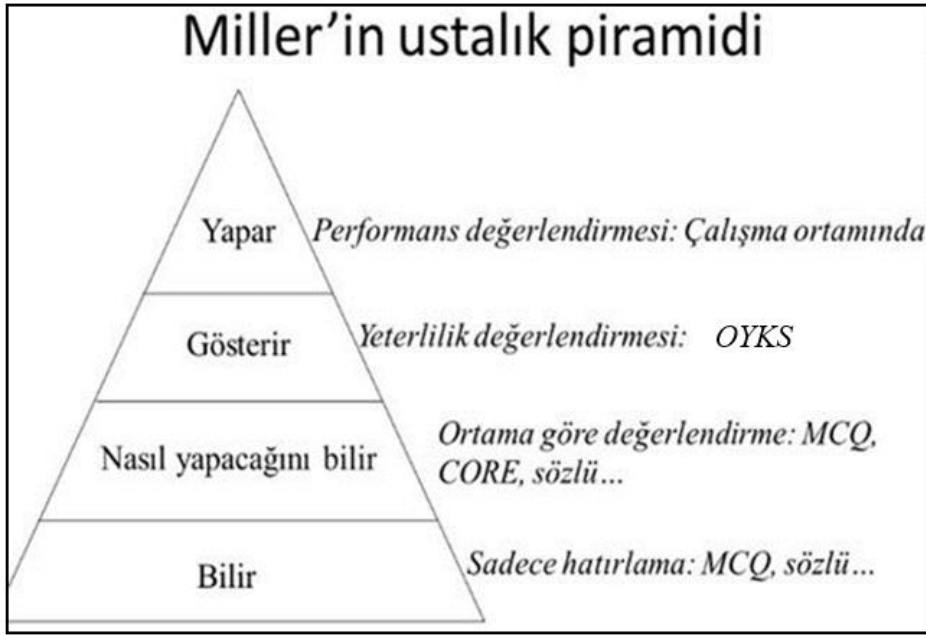 Miller’in ustalık piramidi
Yapar
Performans değerlendirmesi: Çalışma ortamında
Gösterir
Yeterlilik değerlendirmesi: OYKS
Nasıl yapacağını bilir
Ortama göre değerlendirme: MCQ,
CORE, sözlü...
Bilir
Sadece hatırlama: MCQ, sözlü...